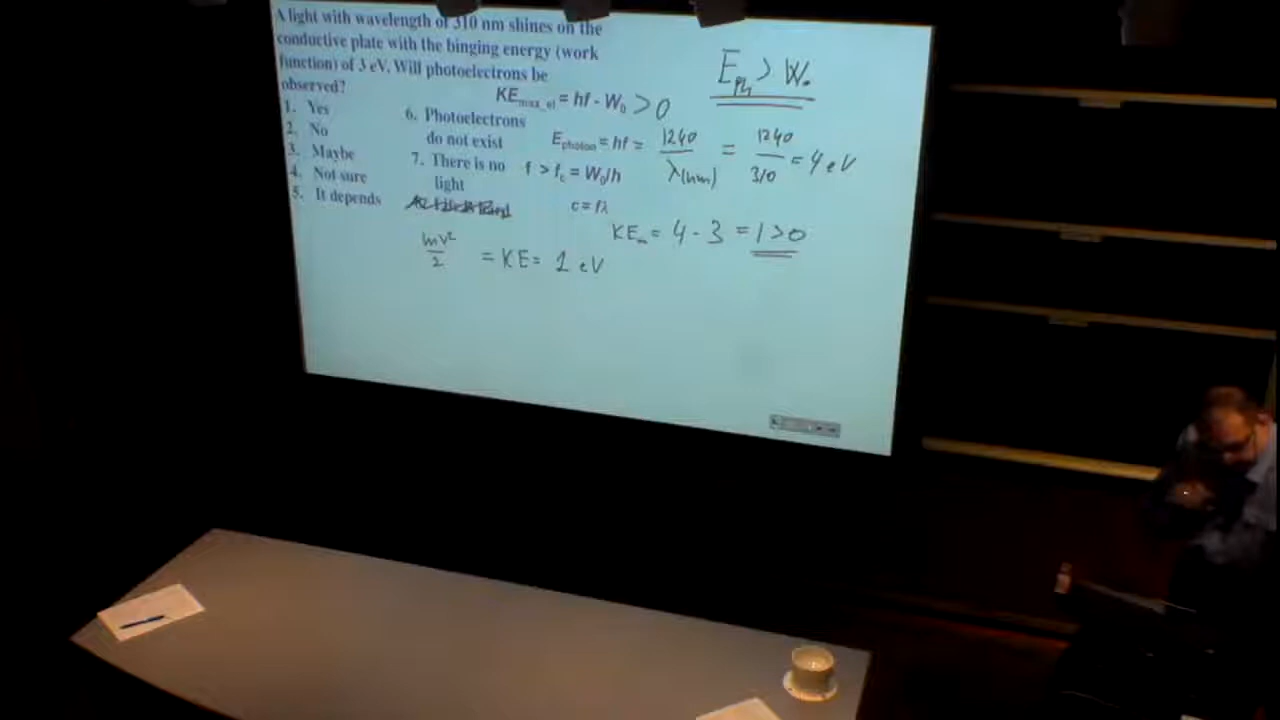 A light with wavelength of 310 nm shines on the
conductive plate with the binging energy (work
function) of 3 eV. Will photoelectrons be
observed?
1. Yes
2. No
3. Maybe
4. Not sure
5. It depends
6. Photoelectrons
do not exist
7. There is no
light
E_ph > W₀
KE_max_el = hf - W₀ > 0
E_photon = hf = 1240 / λ(nm) = 1240 / 310 = 4 eV
f > f_c = W₀/h
c = fλ
KE_m = 4 - 3 = 1 > 0
mv² / 2 = KE = 1 eV